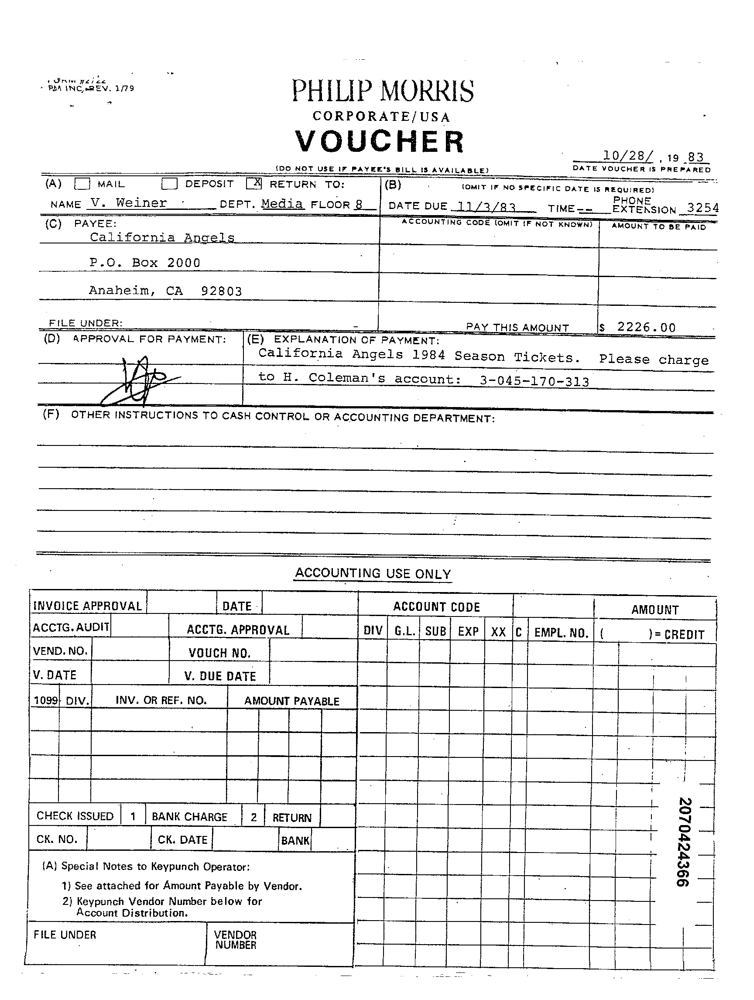 PM INC, REV. 1/79
PHILIP MORRIS
CORPORATE/USA
VOUCHER
10/28/ , 19 83
(DO NOT USE IF PAYEE'S BILL IS AVAILABLE)
DATE VOUCHER IS PREPARED
(A) MAIL DEPOSIT X RETURN TO:
NAME V. Weiner DEPT. Media FLOOR 8
(B) (OMIT IF NO SPECIFIC DATE IS REQUIRED)
DATE DUE 11/3/83 TIME -- PHONE EXTENSION 3254
(C) PAYEE:
ACCOUNTING CODE (OMIT IF NOT KNOWN) AMOUNT TO BE PAID
California Angels
P.O. Box 2000
Anaheim, CA 92803
FILE UNDER: PAY THIS AMOUNT $ 2226.00
(D) APPROVAL FOR PAYMENT: (E) EXPLANATION OF PAYMENT:
California Angels 1984 Season Tickets. Please charge
to H. Coleman's account: 3-045-170-313
(F) OTHER INSTRUCTIONS TO CASH CONTROL OR ACCOUNTING DEPARTMENT:
ACCOUNTING USE ONLY
INVOICE APPROVAL DATE ACCOUNT CODE AMOUNT
ACCTG. AUDIT ACCTG. APPROVAL DIV G.L. SUB EXP XX C EMPL. NO. ( )= CREDIT
VEND. NO. VOUCH NO.
V. DATE V. DUE DATE
1099 DIV. INV. OR REF. NO. AMOUNT PAYABLE
CHECK ISSUED 1 BANK CHARGE 2 RETURN
CK. NO. CK. DATE BANK
(A) Special Notes to Keypunch Operator:
1) See attached for Amount Payable by Vendor.
2) Keypunch Vendor Number below for
Account Distribution.
FILE UNDER VENDOR
NUMBER
2070424366